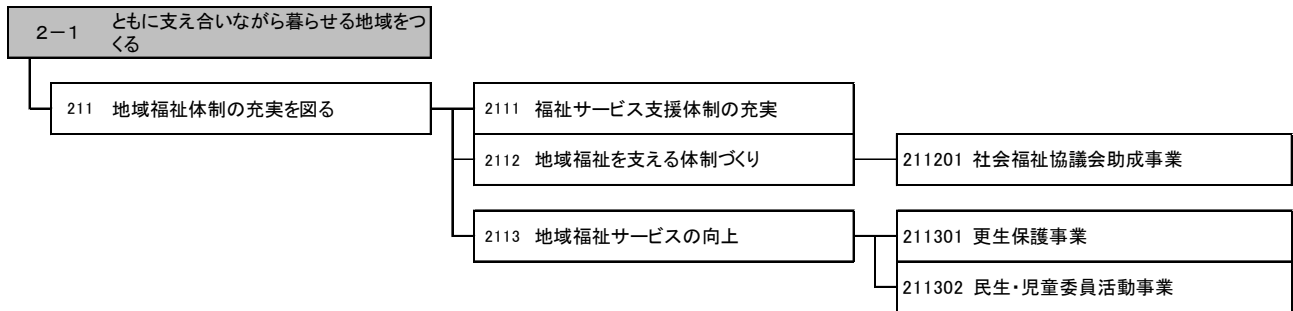 2－1 ともに支え合いながら暮らせる地域をつ
くる
211 地域福祉体制の充実を図る
2111 福祉サービス支援体制の充実
2112 地域福祉を支える体制づくり
211201 社会福祉協議会助成事業
2113 地域福祉サービスの向上
211301 更生保護事業
211302 民生・児童委員活動事業